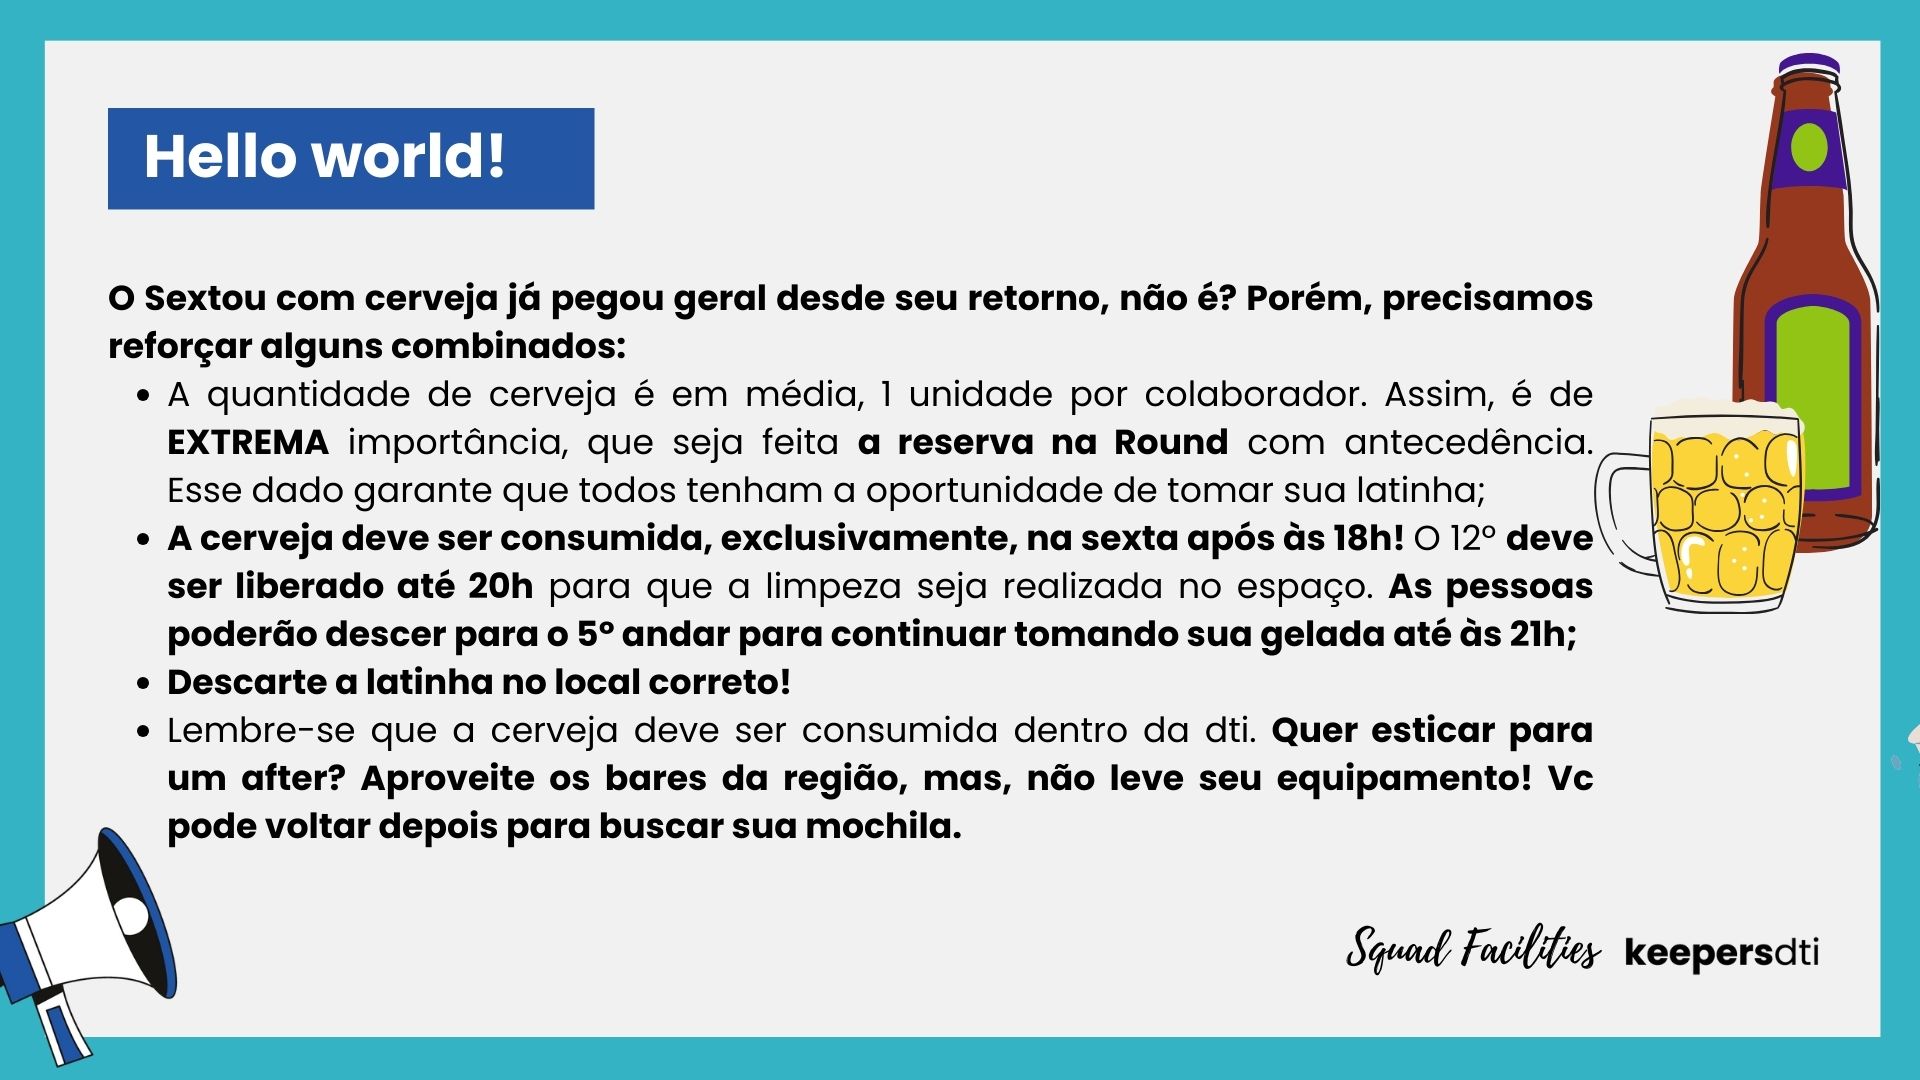 Hello world!
O Sextou com cerveja já pegou geral desde seu retorno, não é? Porém, precisamos
reforçar alguns combinados:
• A quantidade de cerveja é em média, 1 unidade por colaborador. Assim, é de
EXTREMA importância, que seja feita a reserva na Round com antecedência.
Esse dado garante que todos tenham a oportunidade de tomar sua latinha;
• A cerveja deve ser consumida, exclusivamente, na sexta após às 18h! O 12º deve
ser liberado até 20h para que a limpeza seja realizada no espaço. As pessoas
poderão descer para o 5º andar para continuar tomando sua gelada até às 21h;
• Descarte a latinha no local correto!
• Lembre-se que a cerveja deve ser consumida dentro da dti. Quer esticar para
um after? Aproveite os bares da região, mas, não leve seu equipamento! Vc
pode voltar depois para buscar sua mochila.
Squad Facilities keepersdti